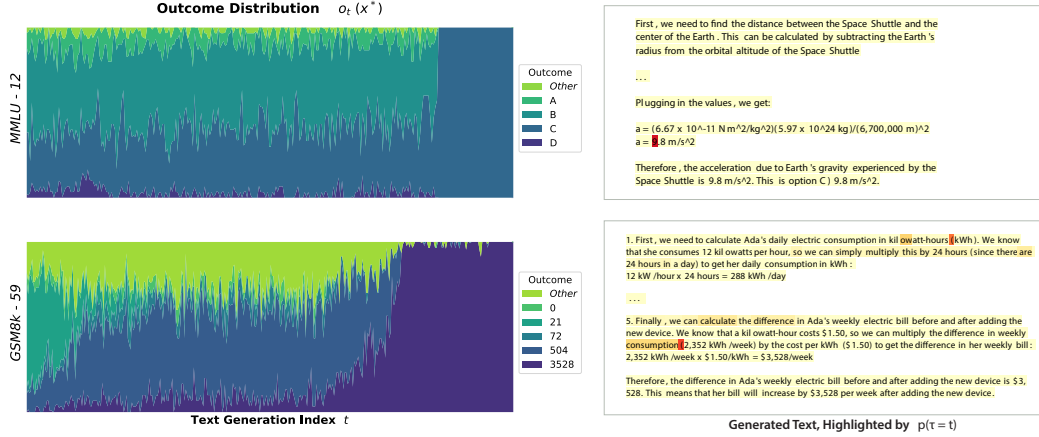 Outcome Distribution o_t (x*)
MMLU - 12
Outcome
Other
A
B
C
D
First, we need to find the distance between the Space Shuttle and the
center of the Earth. This can be calculated by subtracting the Earth's
radius from the orbital altitude of the Space Shuttle
...
Plugging in the values, we get:
a = (6.67 x 10^-11 N m^2/kg^2)(5.97 x 10^24 kg)/(6,700,000 m)^2
a = 9.8 m/s^2
Therefore, the acceleration due to Earth's gravity experienced by the
Space Shuttle is 9.8 m/s^2. This is option C) 9.8 m/s^2.
GSM8k - 59
Outcome
Other
0
21
72
504
3528
Text Generation Index t
1. First, we need to calculate Ada's daily electric consumption in kilowatt-hours (kWh). We know
that she consumes 12 kilowatts per hour, so we can simply multiply this by 24 hours (since there are
24 hours in a day) to get her daily consumption in kWh:
12 kW/hour x 24 hours = 288 kWh/day
...
5. Finally, we can calculate the difference in Ada's weekly electric bill before and after adding the
new device. We know that a kilowatt-hour costs $1.50, so we can multiply the difference in weekly
consumption (2,352 kWh/week) by the cost per kWh ($1.50) to get the difference in her weekly bill:
2,352 kWh/week x $1.50/kWh = $3,528/week
Therefore, the difference in Ada's weekly electric bill before and after adding the new device is $3,
528. This means that her bill will increase by $3,528 per week after adding the new device.
Generated Text, Highlighted by p(τ = t)